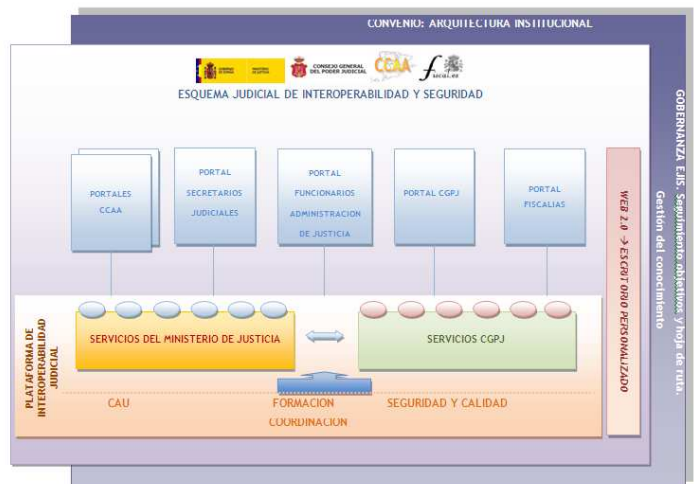 CONVENIO: ARQUITECTURA INSTITUCIONAL
CONSEJO GENERAL
DEL PODER JUDICIAL
CCAA
fiscal.es
ESQUEMA JUDICIAL DE INTEROPERABILIDAD Y SEGURIDAD
PORTALES
CCAA
PORTAL
SECRETARIOS
JUDICIALES
PORTAL
FUNCIONARIOS
ADMINISTRACION
DE JUSTICIA
PORTAL CGPJ
PORTAL
FISCALIAS
WEB 2.0 → ESCRITORIO PERSONALIZADO
GOBERNANZA EJIS. Seguimiento objetivos y hoja de ruta.
Gestión del conocimiento
PLATAFORMA DE
INTEROPERABILIDAD
JUDICIAL
SERVICIOS DEL MINISTERIO DE JUSTICIA
SERVICIOS CGPJ
CAU
FORMACION
SEGURIDAD Y CALIDAD
COORDINACION